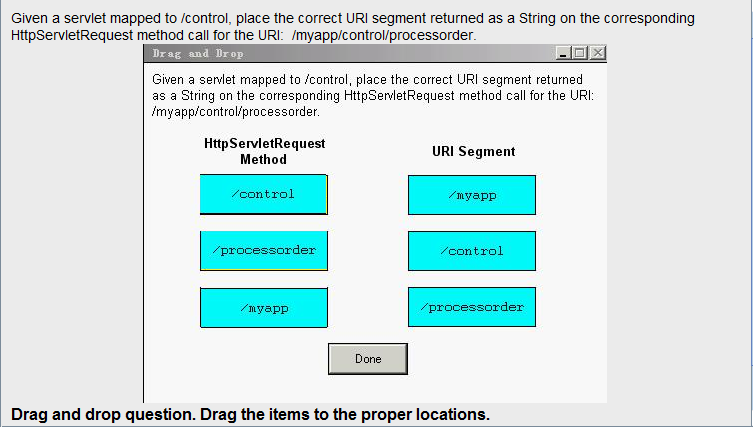 Given a servlet mapped to /control, place the correct URI segment returned as a String on the corresponding
HttpServletRequest method call for the URI: /myapp/control/processorder.
Drag and Drop
Given a servlet mapped to /control, place the correct URI segment returned
as a String on the corresponding HttpServletRequest method call for the URI:
/myapp/control/processorder.
HttpServletRequest
Method
URI Segment
/control
/myapp
/processorder
/control
/myapp
/processorder
Done
Drag and drop question. Drag the items to the proper locations.